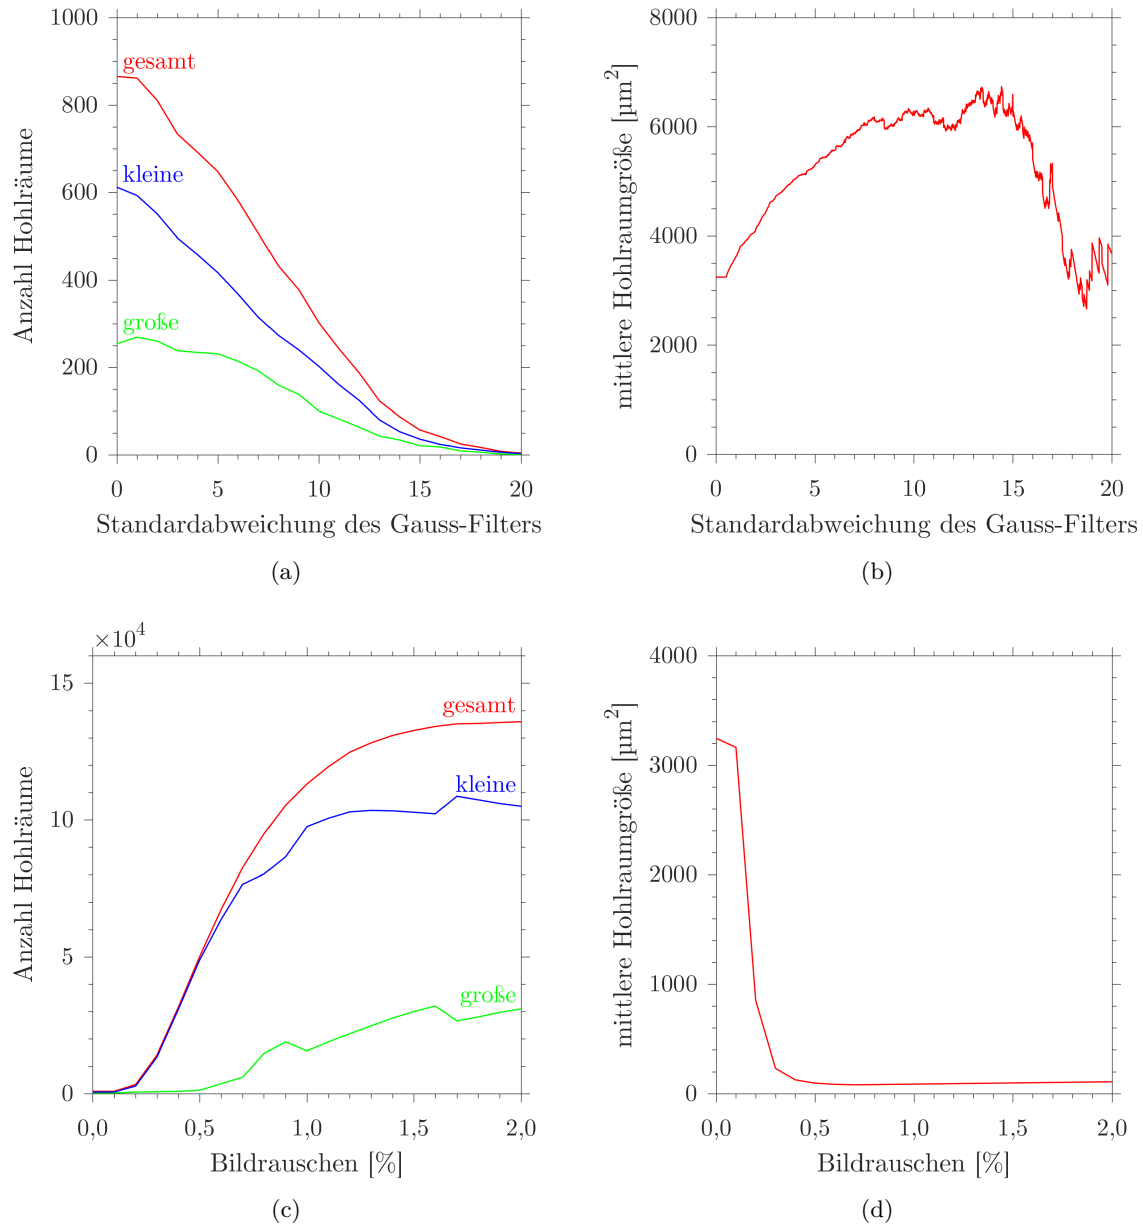 1000
800
600
400
200
0
Anzahl Hohlräume
gesamt
kleine
große
0 5 10 15 20
Standardabweichung des Gauss-Filters
(a)
8000
6000
4000
2000
0
mittlere Hohlraumgröße [µm²]
0 5 10 15 20
Standardabweichung des Gauss-Filters
(b)
×10⁴
15
10
5
0
Anzahl Hohlräume
gesamt
kleine
große
0,0 0,5 1,0 1,5 2,0
Bildrauschen [%]
(c)
4000
3000
2000
1000
0
mittlere Hohlraumgröße [µm²]
0,0 0,5 1,0 1,5 2,0
Bildrauschen [%]
(d)